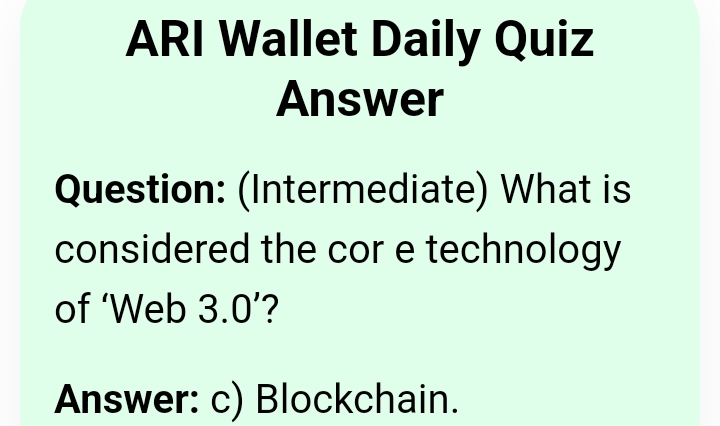 ARI Wallet Daily Quiz
Answer
Question: (Intermediate) What is
considered the cor e technology
of ‘Web 3.0’?
Answer: c) Blockchain.